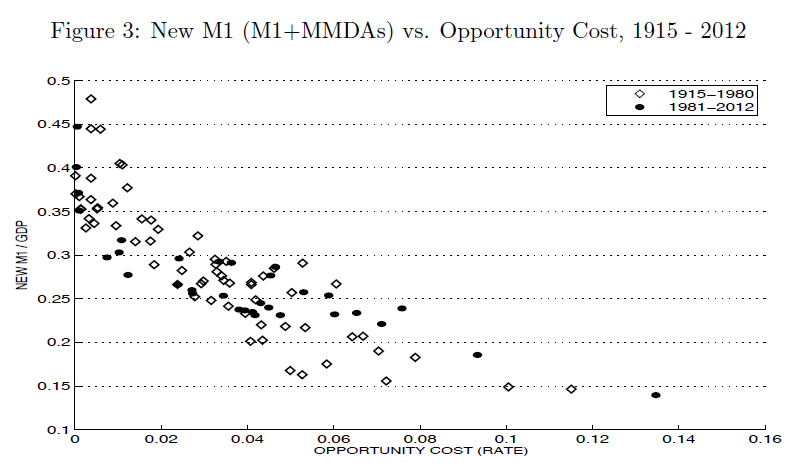 Figure 3: New M1 (M1+MMDAs) vs. Opportunity Cost, 1915 - 2012
0.5
1915−1980
1981−2012
0.45
0.4
0.35
0.3
0.25
0.2
0.15
0.1
NEW M1 / GDP
0 0.02 0.04 0.06 0.08 0.1 0.12 0.14 0.16
OPPORTUNITY COST (RATE)